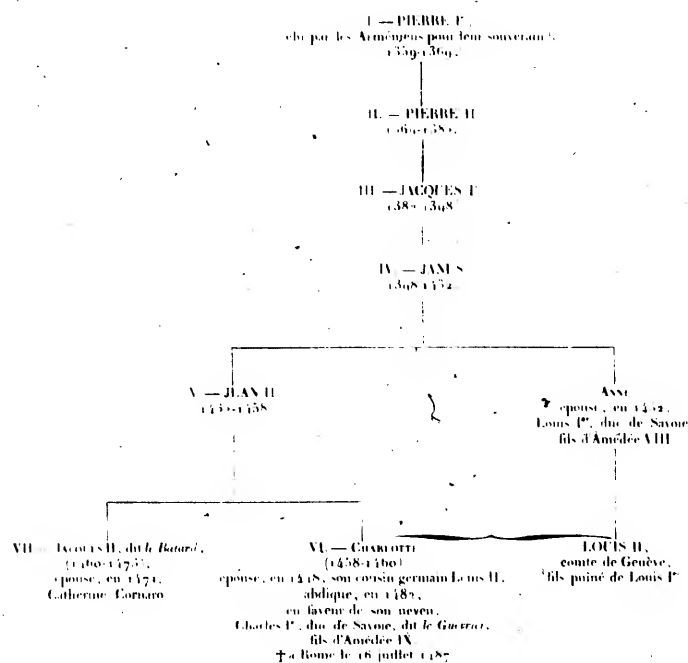 I. — PIERRE Iᵉʳ,
élu par les Arméniens pour leur souverain
1359-1369.
II. — PIERRE II
1369-1382.
III. — JACQUES Iᵉʳ
1382-1398
IV. — JANUS
1398-1432.
V. — JEAN II
1432-1458
ANNE
épouse, en 1432,
Louis Iᵉʳ, duc de Savoie
fils d'Amédée VIII
VII. — JACQUES II, dit le Batard,
(1460-1473),
épouse, en 1471,
Catherine Cornaro
VI. — CHARLOTTE
(1458-1460)
épouse, en son cousin germain Louis II,
abdique, en 1482,
en faveur de son neveu,
Charles Iᵉʳ, duc de Savoie, dit le Guerrier,
fils d'Amédée IX.
† a Rome le 16 juillet 1487
LOUIS II,
comte de Genève,
fils puiné de Louis Iᵉʳ